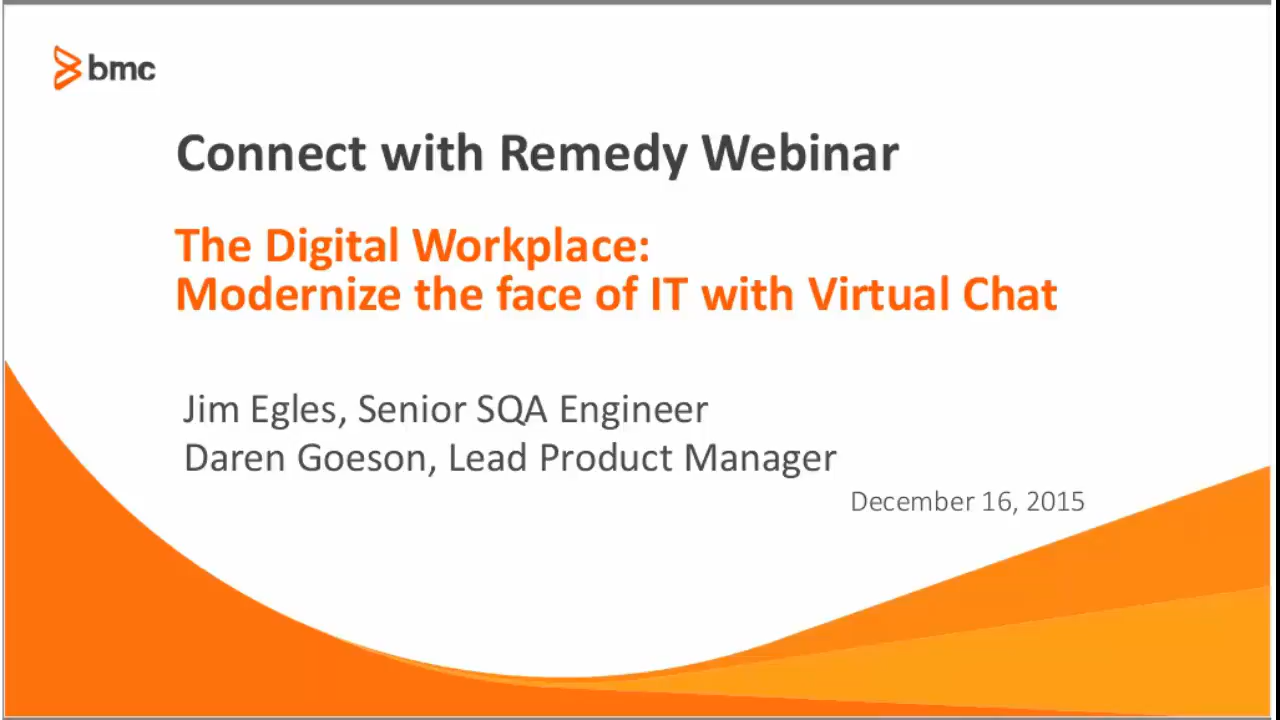 bmc
Connect with Remedy Webinar
The Digital Workplace:
Modernize the face of IT with Virtual Chat
Jim Egles, Senior SQA Engineer
Daren Goeson, Lead Product Manager
December 16, 2015